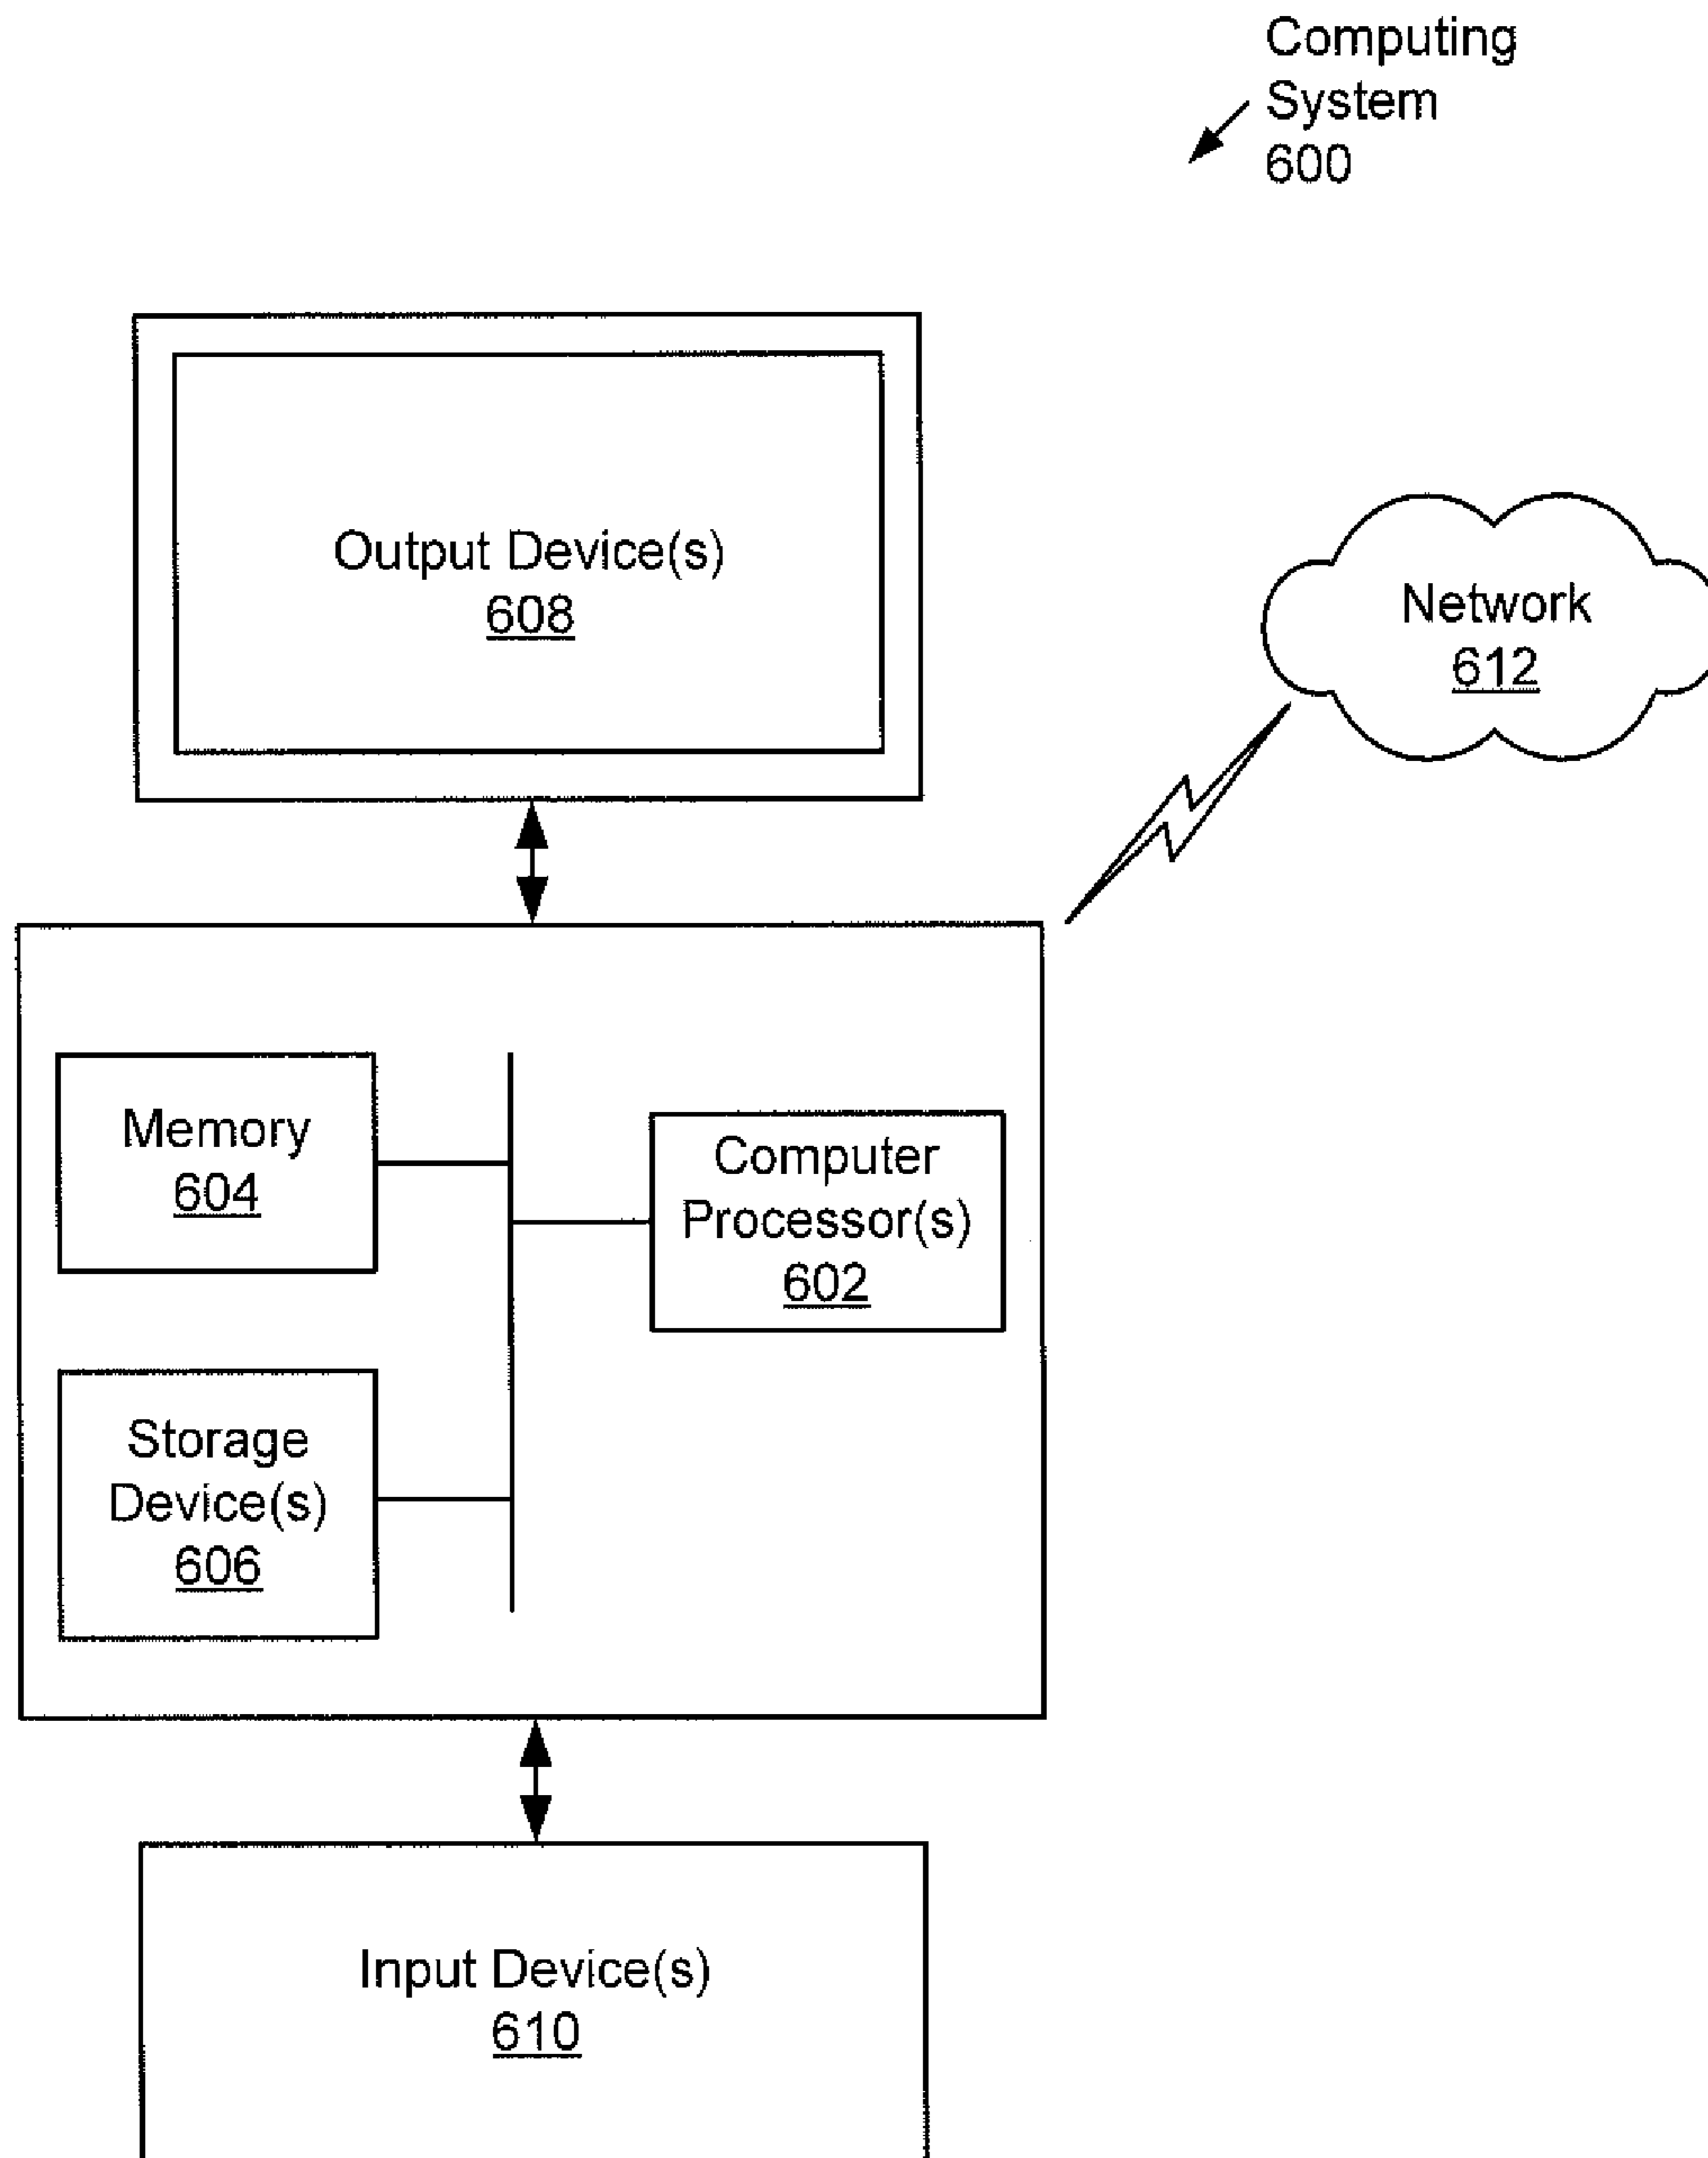 Computing
System
600
Output Device(s)
608
Network
612
Memory
604
Computer
Processor(s)
602
Storage
Device(s)
606
Input Device(s)
610